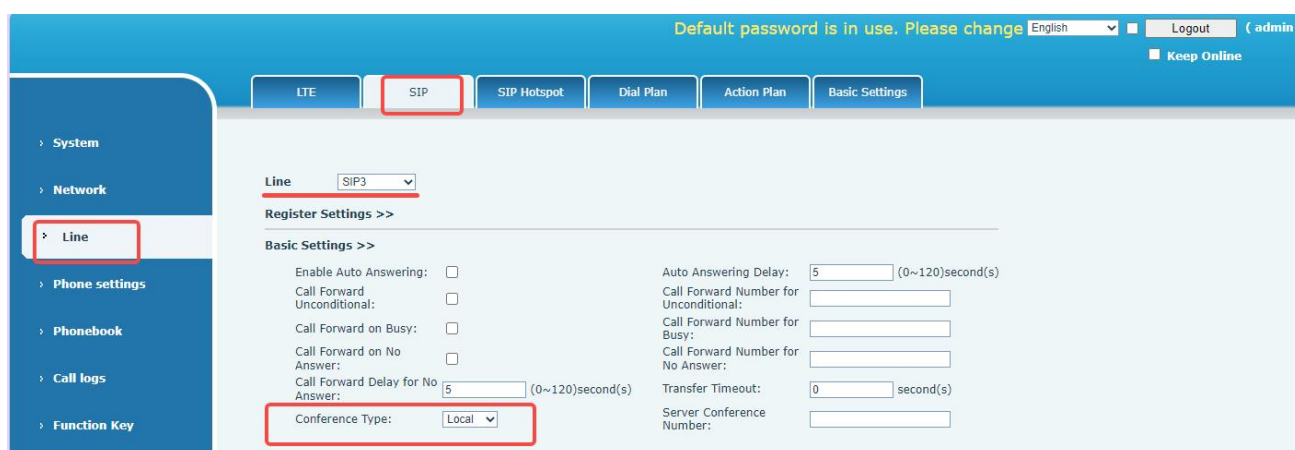 Default password is in use. Please change English Logout ( admin
Keep Online
LTE SIP SIP Hotspot Dial Plan Action Plan Basic Settings
› System
› Network
Line
› Phone settings
› Phonebook
› Call logs
› Function Key
Line SIP3
Register Settings >>
Basic Settings >>
Enable Auto Answering: Auto Answering Delay: 5 (0~120)second(s)
Call Forward Unconditional: Call Forward Number for Unconditional:
Call Forward on Busy: Call Forward Number for Busy:
Call Forward on No Answer: Call Forward Number for No Answer:
Call Forward Delay for No Answer: 5 (0~120)second(s) Transfer Timeout: 0 second(s)
Conference Type: Local Server Conference Number: